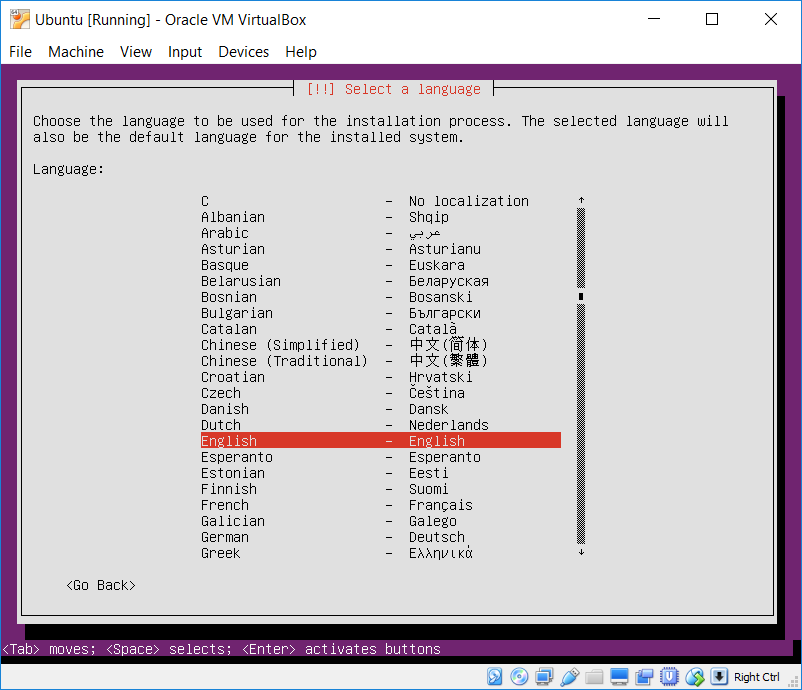 Ubuntu [Running] - Oracle VM VirtualBox
File Machine View Input Devices Help
[!!] Select a language
Choose the language to be used for the installation process. The selected language will
also be the default language for the installed system.
Language:
C - No localization
Albanian - Shqip
Arabic - عربي
Asturian - Asturianu
Basque - Euskara
Belarusian - Беларуская
Bosnian - Bosanski
Bulgarian - Български
Catalan - Català
Chinese (Simplified) - 中文(简体)
Chinese (Traditional) - 中文(繁體)
Croatian - Hrvatski
Czech - Čeština
Danish - Dansk
Dutch - Nederlands
English - English
Esperanto - Esperanto
Estonian - Eesti
Finnish - Suomi
French - Français
Galician - Galego
German - Deutsch
Greek - Ελληνικά
<Go Back>
<Tab> moves; <Space> selects; <Enter> activates buttons
Right Ctrl